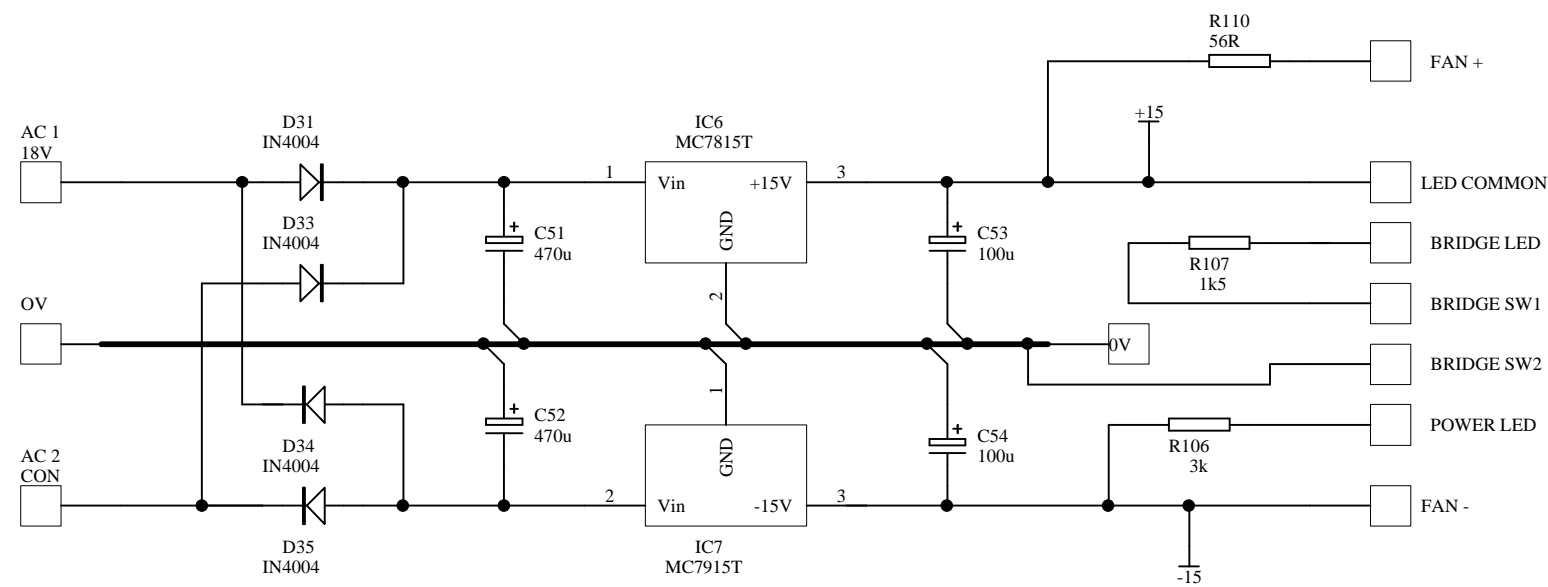 R110
56R
FAN +
AC 1
18V
D31
IN4004
IC6
MC7815T
+15
1
Vin
+15V
3
LED COMMON
GND
D33
IN4004
+
C51
470u
+
C53
100u
BRIDGE LED
R107
1k5
2
OV
BRIDGE SW1
0V
BRIDGE SW2
1
+
C52
470u
POWER LED
D34
IN4004
GND
+
C54
100u
R106
3k
AC 2
CON
2
Vin
-15V
3
FAN -
D35
IN4004
IC7
MC7915T
-15